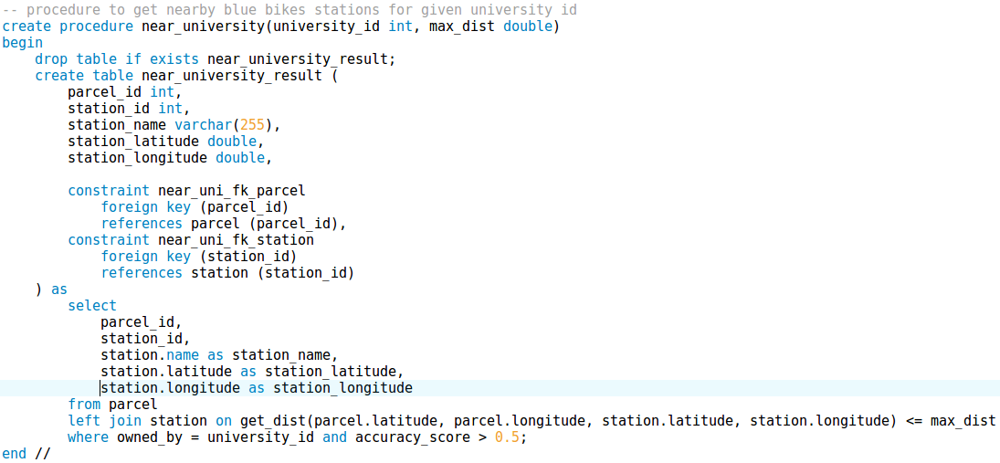 -- procedure to get nearby blue bikes stations for given university id
create procedure near_university(university_id int, max_dist double)
begin
    drop table if exists near_university_result;
    create table near_university_result (
        parcel_id int,
        station_id int,
        station_name varchar(255),
        station_latitude double,
        station_longitude double,

        constraint near_uni_fk_parcel
            foreign key (parcel_id)
            references parcel (parcel_id),
        constraint near_uni_fk_station
            foreign key (station_id)
            references station (station_id)
    ) as
        select
            parcel_id,
            station_id,
            station.name as station_name,
            station.latitude as station_latitude,
            station.longitude as station_longitude
        from parcel
        left join station on get_dist(parcel.latitude, parcel.longitude, station.latitude, station.longitude) <= max_dist
        where owned_by = university_id and accuracy_score > 0.5;
end //